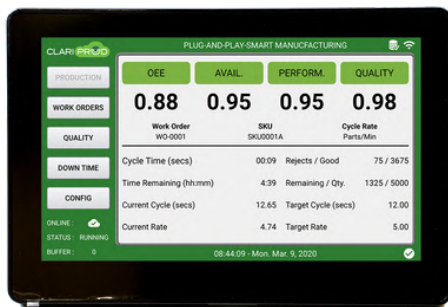 CLARIPROD
PLUG-AND-PLAY-SMART MANUCFACTURING
PRODUCTION
WORK ORDERS
QUALITY
DOWN TIME
CONFIG
ONLINE :
STATUS : RUNNING
BUFFER : 0
OEE AVAIL. PERFORM. QUALITY
0.88 0.95 0.95 0.98
Work Order SKU Cycle Rate
WO-0001 SKU0001A Parts/Min
Cycle Time (secs) 00:09 Rejects / Good 75 / 3675
Time Remaining (hh:mm) 4:39 Remaining / Qty. 1325 / 5000
Current Cycle (secs) 12.65 Target Cycle (secs) 12.00
Current Rate 4.74 Target Rate 5.00
08:44:09 - Mon. Mar. 9, 2020